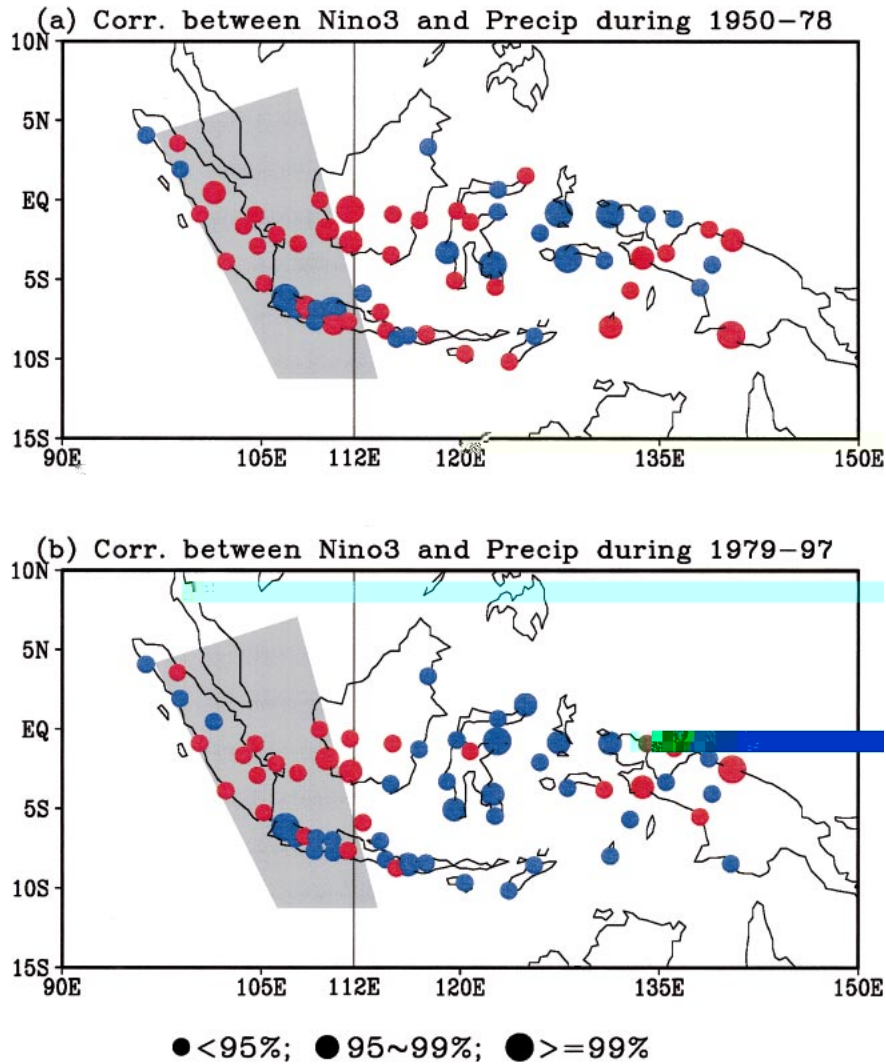 (a) Corr. between Nino3 and Precip during 1950-78
10N
5N
EQ
5S
10S
15S
90E 105E 112E 120E 135E 150E
(b) Corr. between Nino3 and Precip during 1979-97
10N
5N
EQ
5S
10S
15S
90E 105E 112E 120E 135E 150E
<95%; 95~99%; >=99%